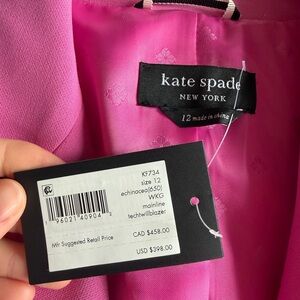 kate spade
NEW YORK
12 made in
KF734
size 12
echinacea(650)
WKG
mainline
techtwillblazer
1 96021 40904
Mfr Suggested Retail Price
CAD $458.00
USD $398.00